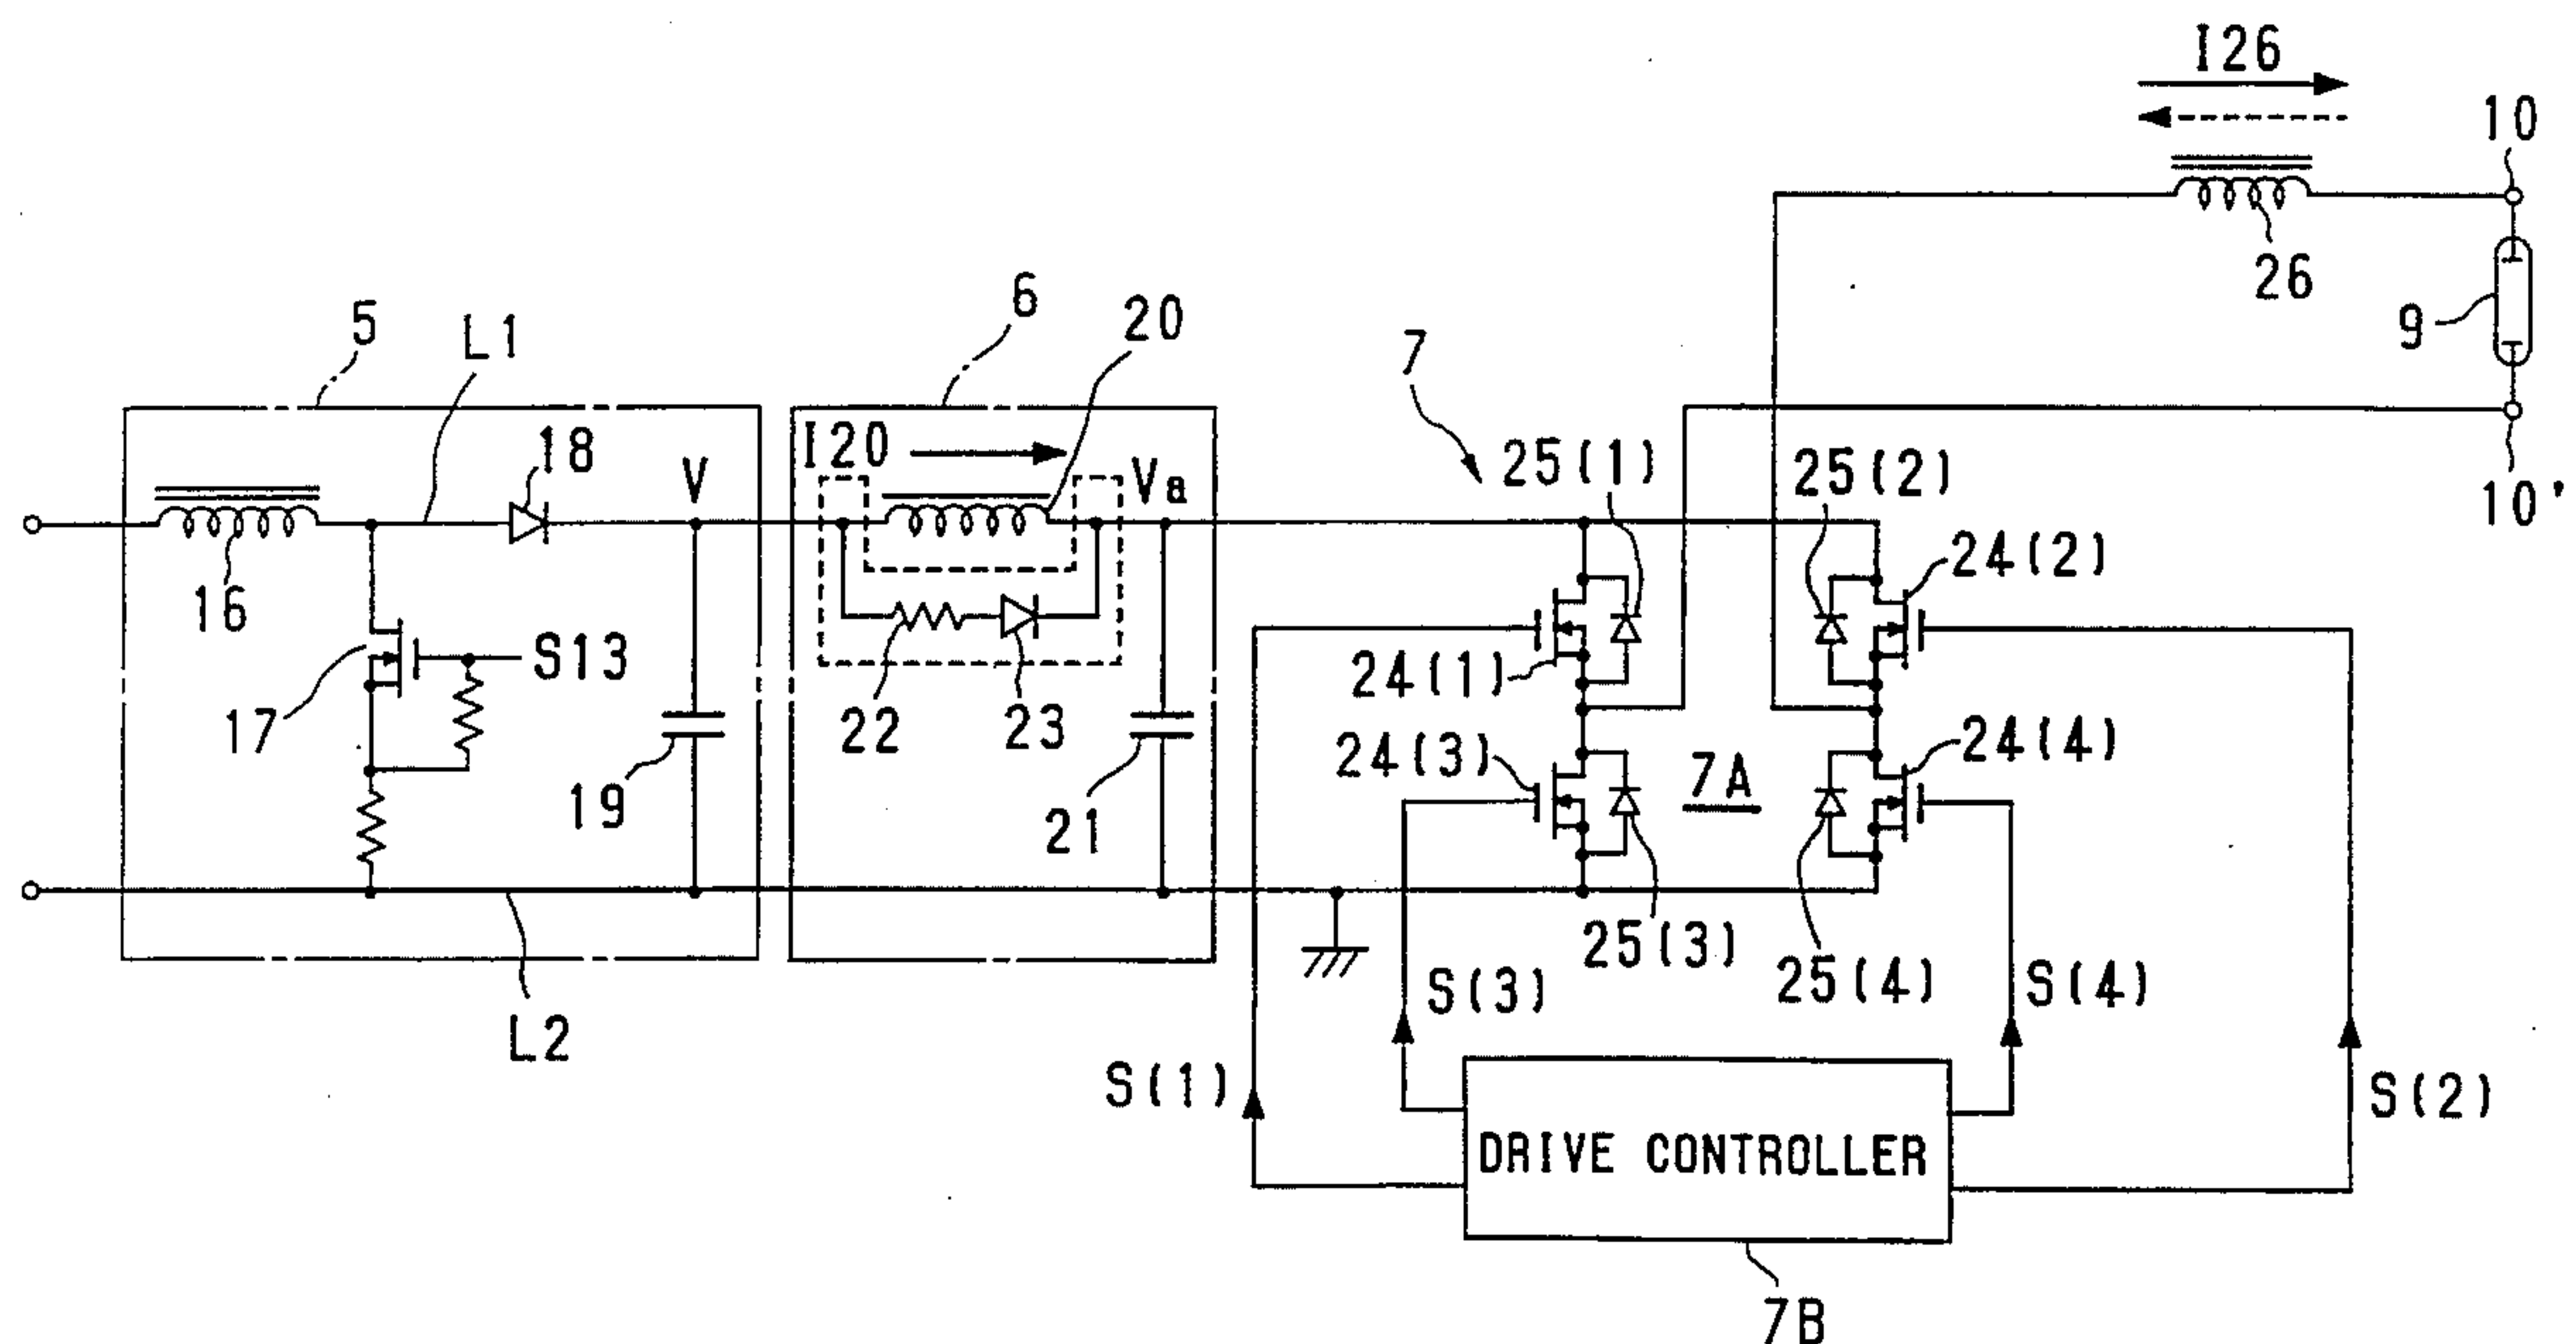 I26
10
26
9
10'
5
L1
6
20
7
I20
V
Va
18
16
17
S13
19
22
23
21
25(1)
25(2)
24(1)
24(2)
24(3)
24(4)
7A
25(3)
25(4)
L2
S(1)
S(3)
S(4)
S(2)
DRIVE CONTROLLER
7B